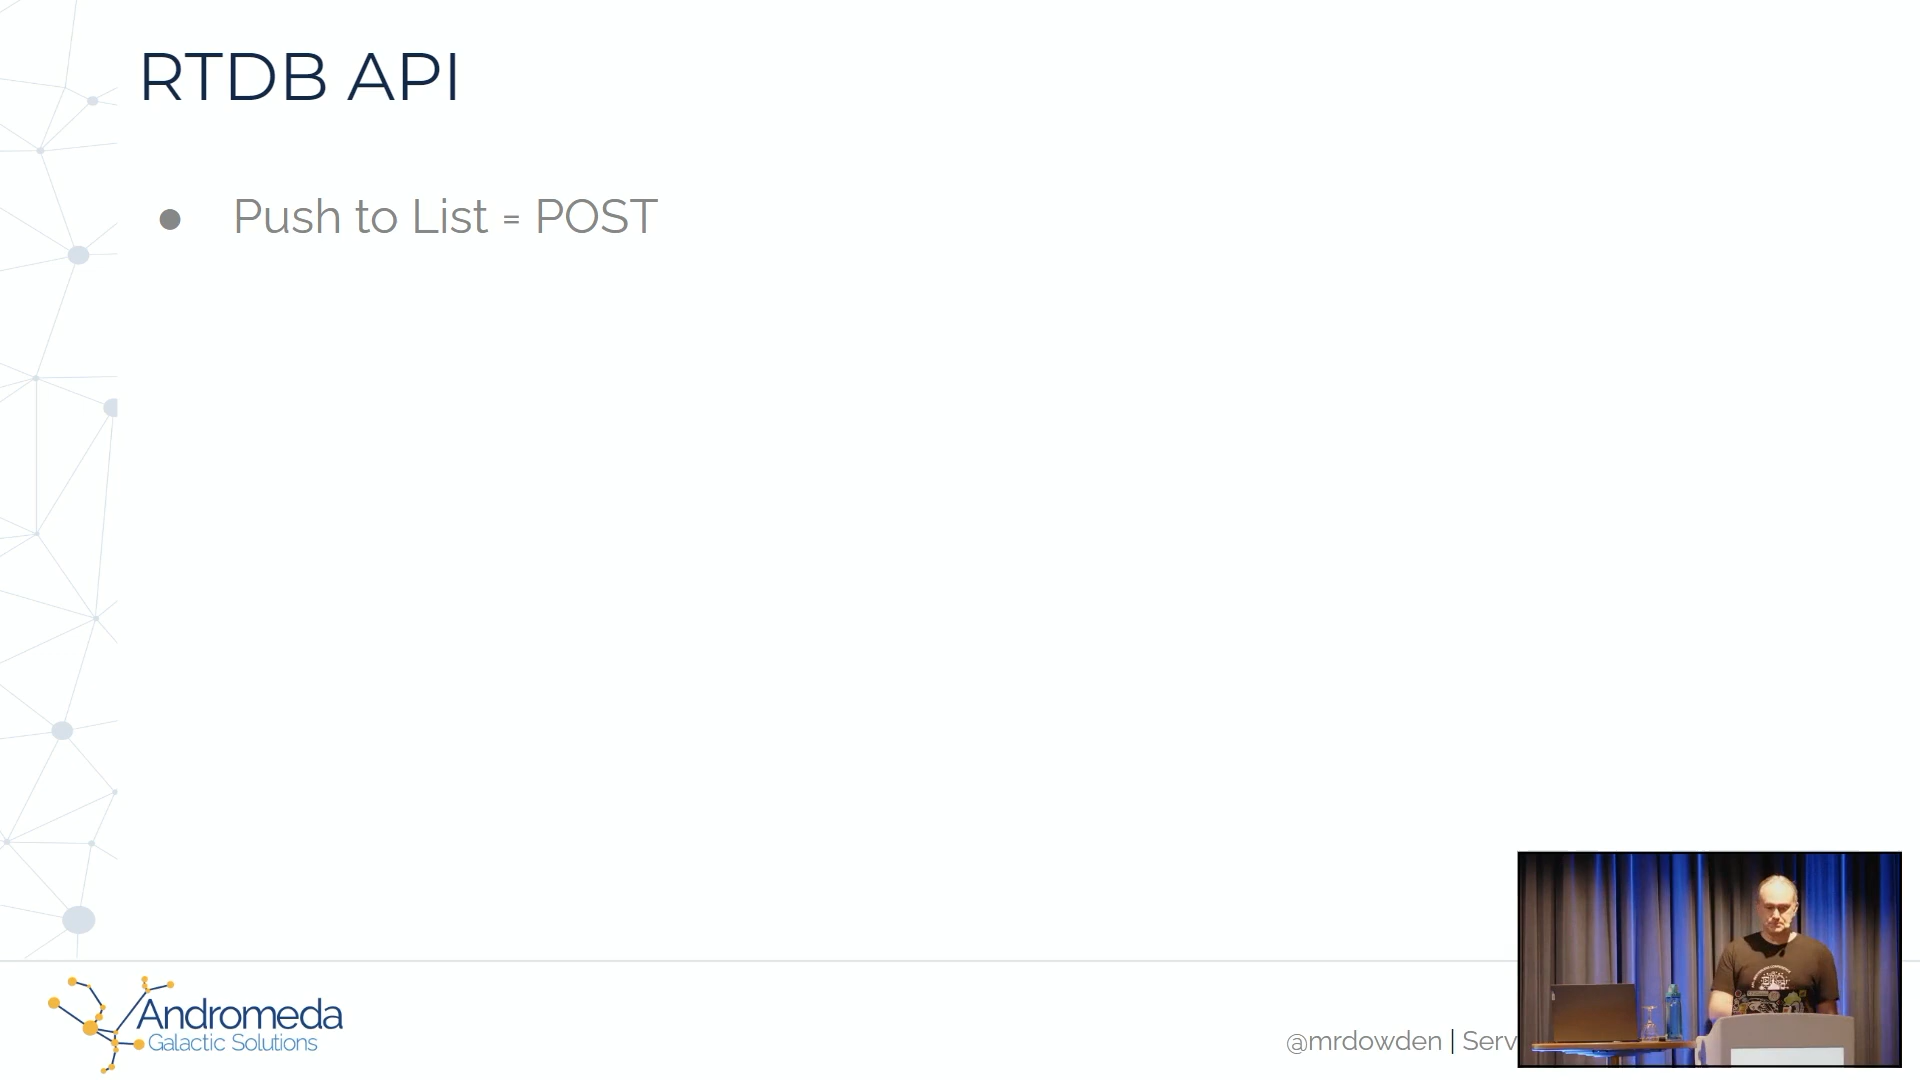 RTDB API
● Push to List = POST
Andromeda
Galactic Solutions
@mrdowden | Serv